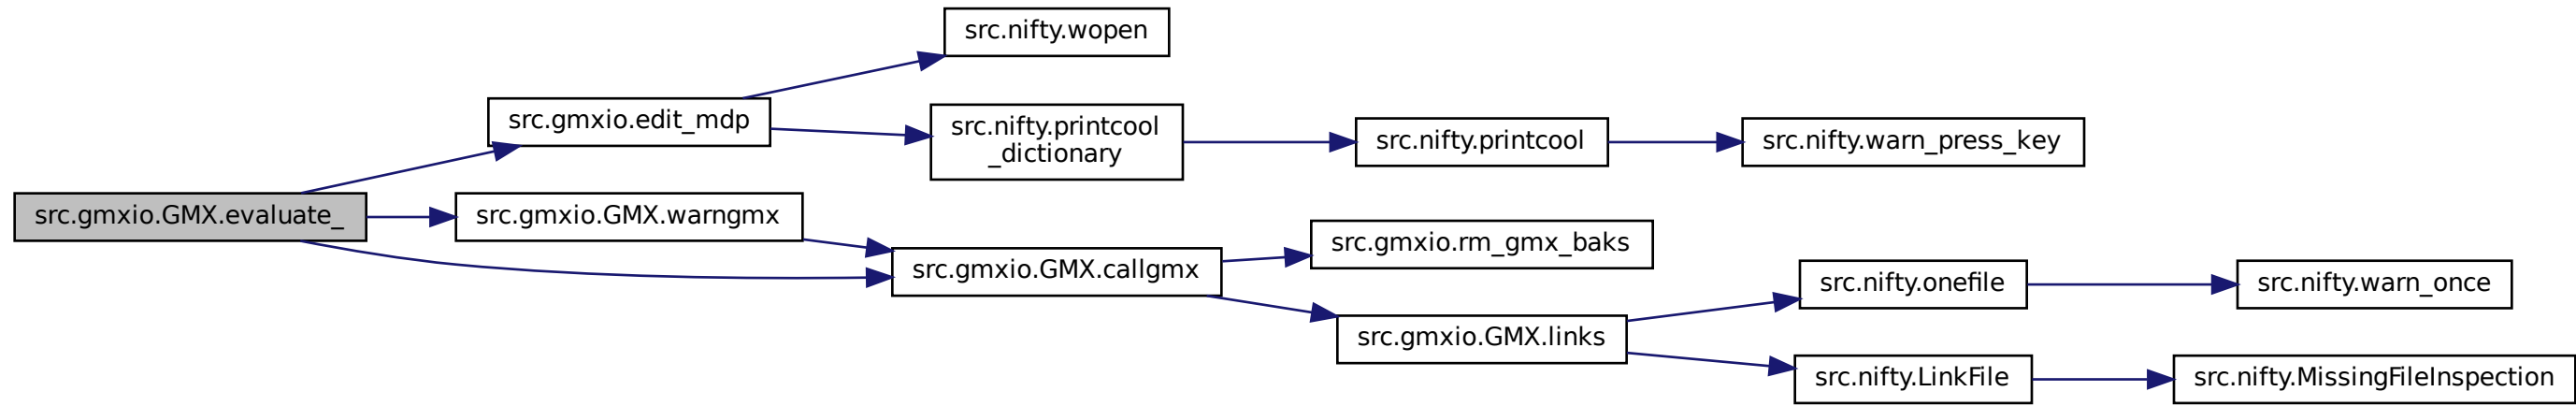 src.nifty.wopen
src.gmxio.edit_mdp
src.nifty.printcool
_dictionary
src.nifty.printcool
src.nifty.warn_press_key
src.gmxio.GMX.evaluate_
src.gmxio.GMX.warngmx
src.gmxio.GMX.callgmx
src.gmxio.rm_gmx_baks
src.gmxio.GMX.links
src.nifty.onefile
src.nifty.warn_once
src.nifty.LinkFile
src.nifty.MissingFileInspection